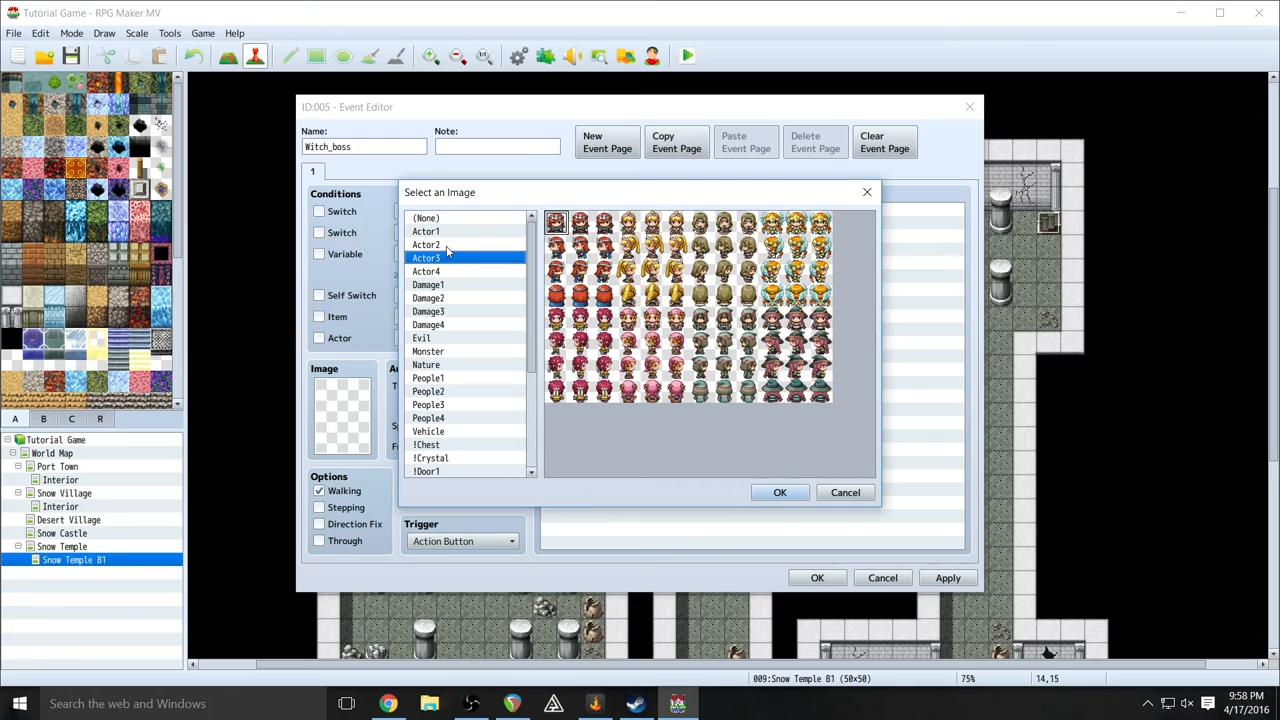 Tutorial Game - RPG Maker MV
File Edit Mode Draw Scale Tools Game Help
1:1
ID:005 - Event Editor
Name: Note:
Witch_boss
New Event Page
Copy Event Page
Paste Event Page
Delete Event Page
Clear Event Page
1
Conditions
Switch
Switch
Variable
Self Switch
Item
Actor
Image
Options
Walking
Stepping
Direction Fix
Through
Trigger
Action Button
OK Cancel Apply
Select an Image
(None)
Actor1
Actor2
Actor3
Actor4
Damage1
Damage2
Damage3
Damage4
Evil
Monster
Nature
People1
People2
People3
People4
Vehicle
!Chest
!Crystal
!Door1
OK Cancel
A B C R
Tutorial Game
World Map
Port Town
Interior
Snow Village
Interior
Desert Village
Snow Castle
Snow Temple
Snow Temple B1
009:Snow Temple B1 (50x50) 75% 14,15
Search the web and Windows
9:58 PM
4/17/2016